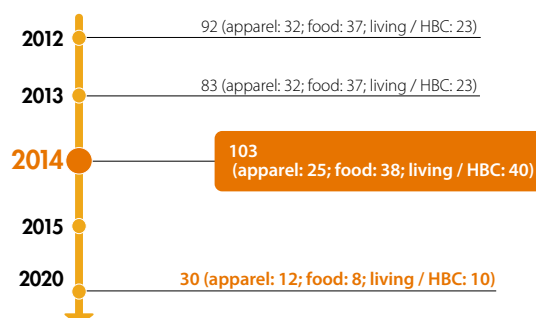 2012
92 (apparel: 32; food: 37; living / HBC: 23)
2013
83 (apparel: 32; food: 37; living / HBC: 23)
2014
103
(apparel: 25; food: 38; living / HBC: 40)
2015
2020
30 (apparel: 12; food: 8; living / HBC: 10)